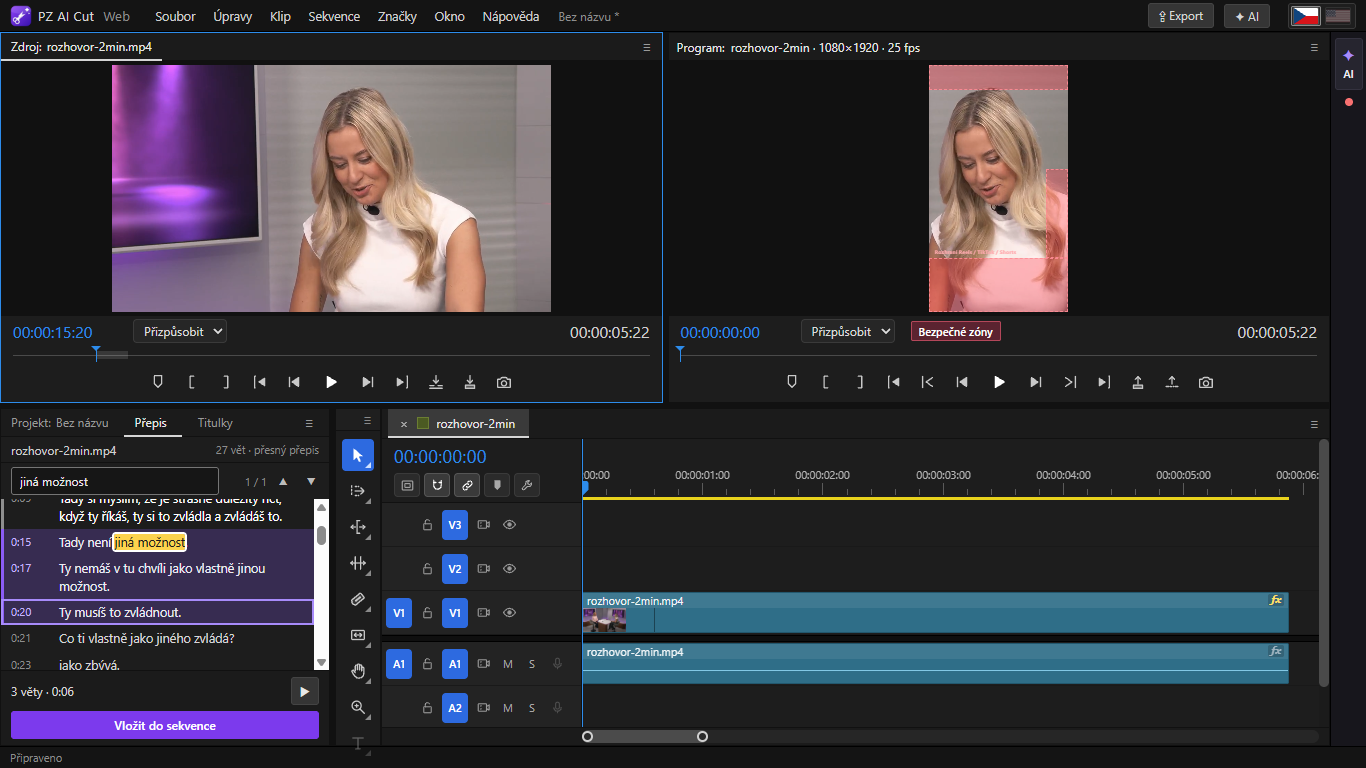 PZ AI Cut Web Soubor Úpravy Klip Sekvence Značky Okno Nápověda Bez názvu * Export AI
Zdroj: rozhovor-2min.mp4
Program: rozhovor-2min · 1080×1920 · 25 fps
AI
00:00:15:20 Přizpůsobit 00:00:05:22
00:00:00:00 Přizpůsobit Bezpečné zóny 00:00:05:22
Projekt: Bez názvu Přepis Titulky
rozhovor-2min.mp4 27 vět · přesný přepis
jiná možnost 1 / 1
když ty říkáš, ty si to zvládla a zvládáš to.
0:15 Tady není jiná možnost
0:17 Ty nemáš v tu chvíli jako vlastně jinou
možnost.
0:20 Ty musíš to zvládnout.
0:21 Co ti vlastně jako jiného zvládá?
0:23 jako zbývá.
3 věty · 0:06
Vložit do sekvence
× rozhovor-2min
00:00:00:00
00:00 00:00:01:00 00:00:02:00 00:00:03:00 00:00:04:00 00:00:05:00 00:00:06:
V3
V2
V1 V1 rozhovor-2min.mp4 fx
A1 A1 M S rozhovor-2min.mp4 fx
A2 M S
T
Připraveno